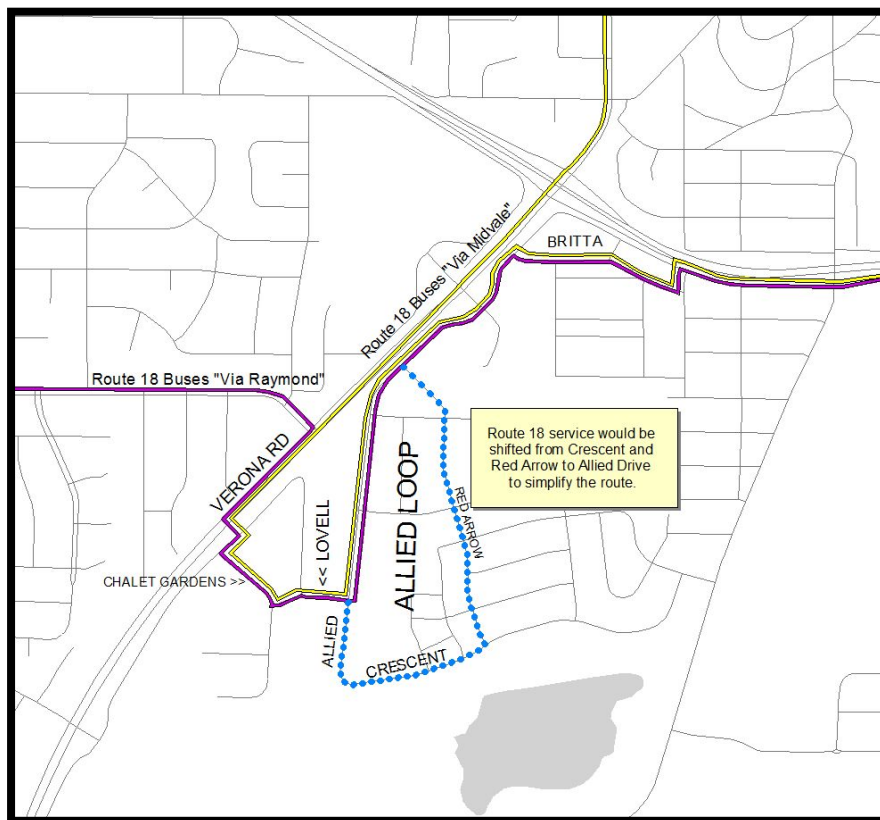 BRITTA
Route 18 Buses "Via Midvale"
Route 18 Buses "Via Raymond"
VERONA RD
Route 18 service would be
shifted from Crescent and
Red Arrow to Allied Drive
to simplify the route.
<< LOVELL
ALLIED LOOP
RED ARROW
CHALET GARDENS >>
ALLIED
CRESCENT